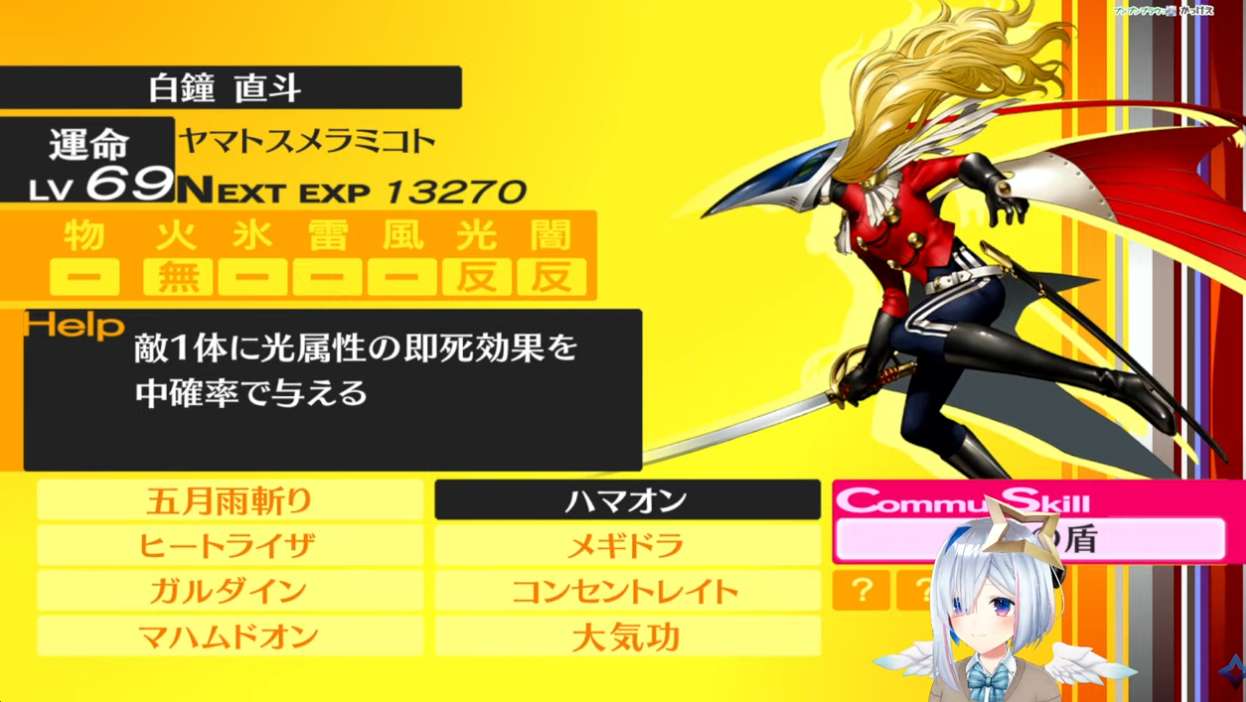 白鐘 直斗
運命 ヤマトスメラミコト
LV 69 NEXT EXP 13270
物 火 氷 雷 風 光 闇
ー 無 ー ー ー 反 反
Help
敵1体に光属性の即死効果を
中確率で与える
五月雨斬り ハマオン
ヒートライザ メギドラ
ガルダイン コンセントレイト
マハムドオン 大気功
Commu Skill
の盾
? ?